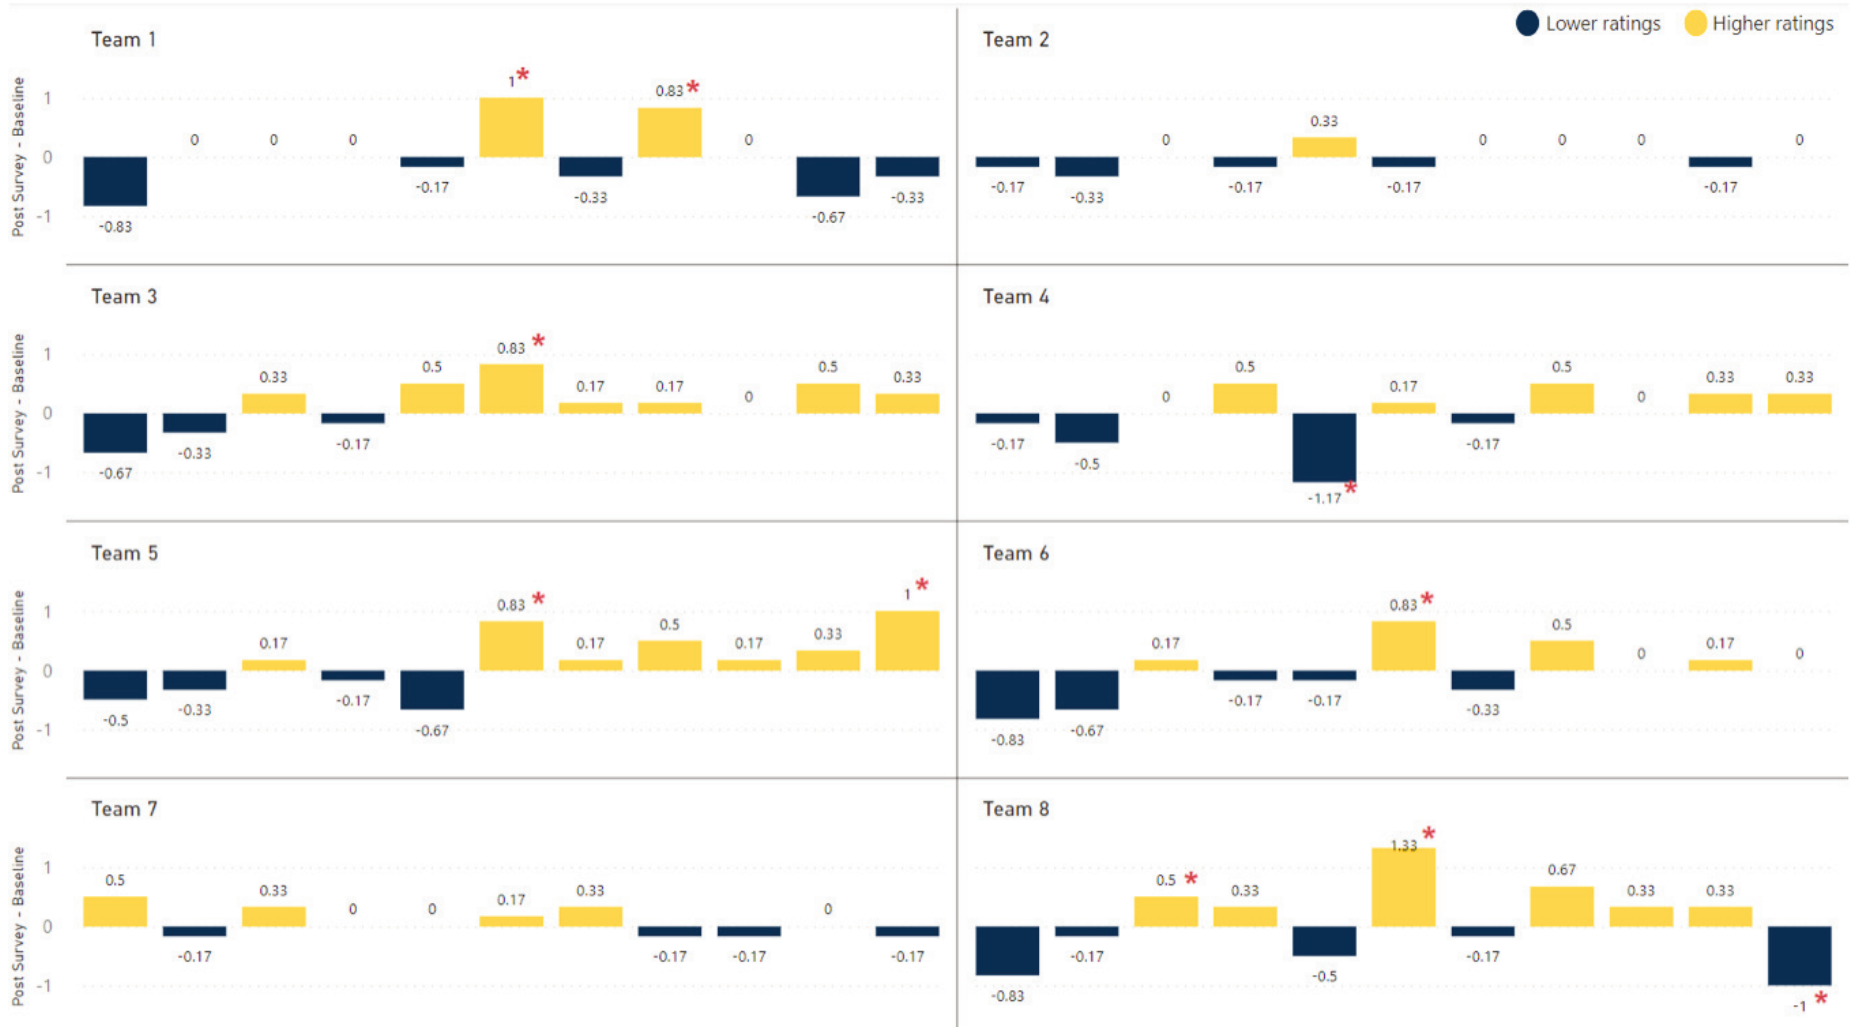 Lower ratings Higher ratings
Team 1
Post Survey - Baseline
1
0
-1
-0.83 0 0 0 -0.17 1* -0.33 0.83* 0 -0.67 -0.33
Team 2
-0.17 -0.33 0 -0.17 0.33 -0.17 0 0 0 -0.17 0
Team 3
Post Survey - Baseline
1
0
-1
-0.67 -0.33 0.33 -0.17 0.5 0.83* 0.17 0.17 0 0.5 0.33
Team 4
-0.17 -0.5 0 0.5 -1.17* 0.17 -0.17 0.5 0 0.33 0.33
Team 5
Post Survey - Baseline
1
0
-1
-0.5 -0.33 0.17 -0.17 -0.67 0.83* 0.17 0.5 0.17 0.33 1*
Team 6
-0.83 -0.67 0.17 -0.17 -0.17 0.83* -0.33 0.5 0 0.17 0
Team 7
Post Survey - Baseline
1
0
-1
0.5 -0.17 0.33 0 0 0.17 0.33 -0.17 -0.17 0 -0.17
Team 8
-0.83 -0.17 0.5* 0.33 -0.5 1.33* -0.17 0.67 0.33 0.33 -1*